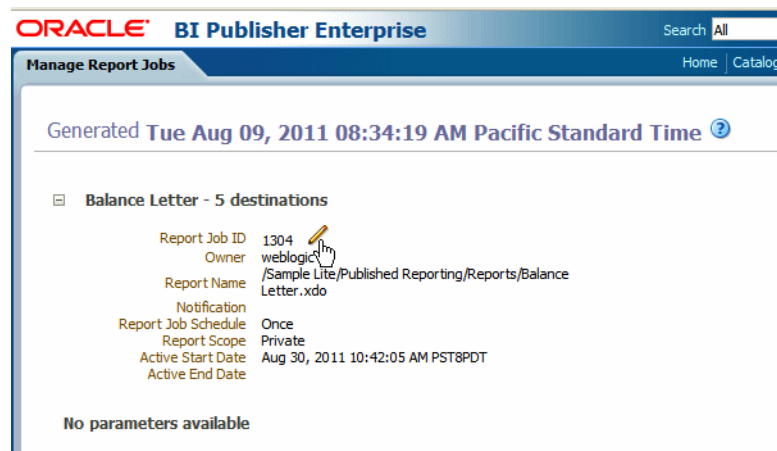 ORACLE BI Publisher Enterprise Search All
Manage Report Jobs Home Catalog
Generated Tue Aug 09, 2011 08:34:19 AM Pacific Standard Time ?
Balance Letter - 5 destinations
Report Job ID 1304
Owner weblogic
Report Name /Sample Lite/Published Reporting/Reports/Balance
Letter.xdo
Notification
Report Job Schedule Once
Report Scope Private
Active Start Date Aug 30, 2011 10:42:05 AM PST8PDT
Active End Date
No parameters available